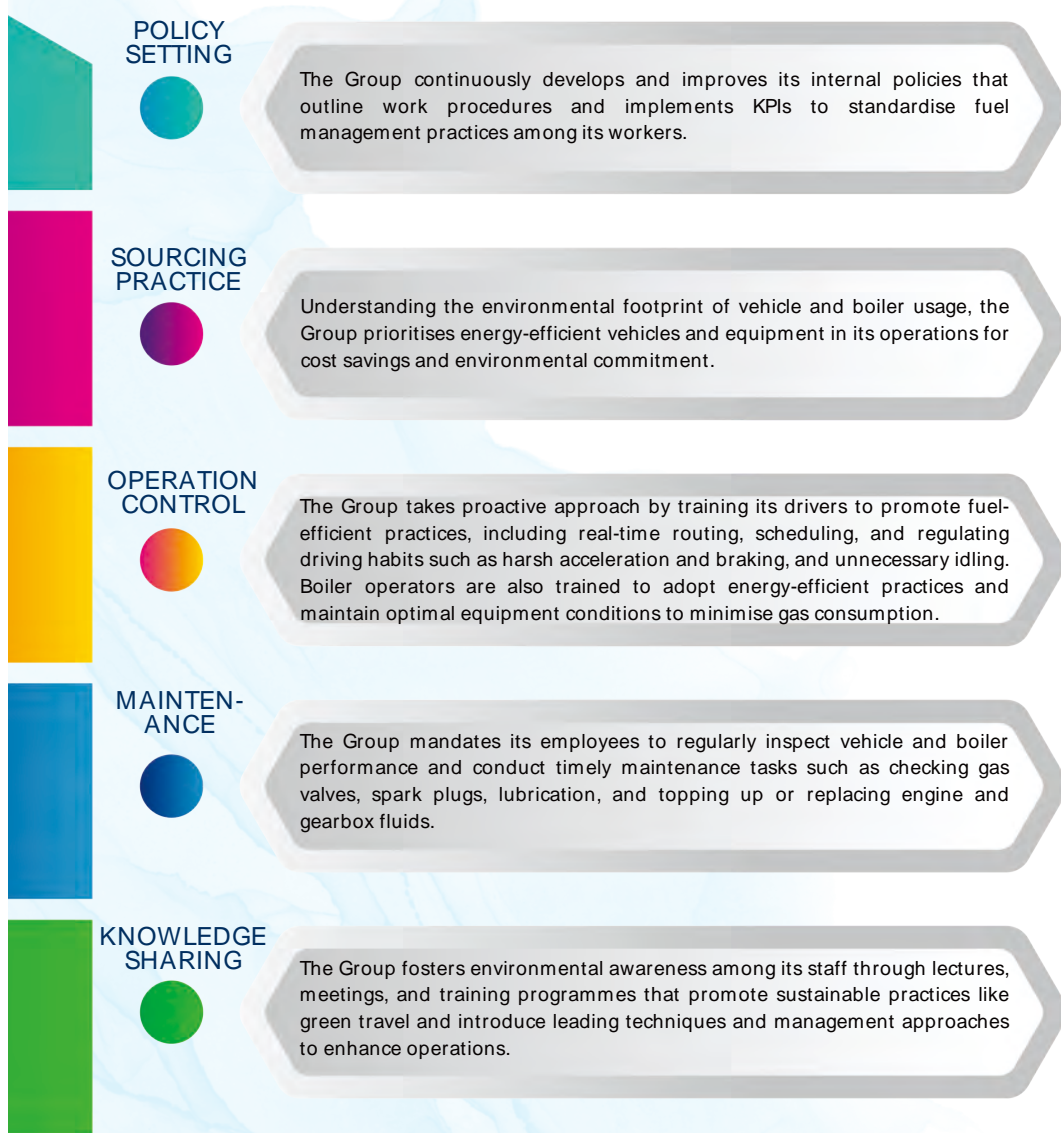 POLICY
SETTING
The Group continuously develops and improves its internal policies that
outline work procedures and implements KPIs to standardise fuel
management practices among its workers.
SOURCING
PRACTICE
Understanding the environmental footprint of vehicle and boiler usage, the
Group prioritises energy-efficient vehicles and equipment in its operations for
cost savings and environmental commitment.
OPERATION
CONTROL
The Group takes proactive approach by training its drivers to promote fuel-
efficient practices, including real-time routing, scheduling, and regulating
driving habits such as harsh acceleration and braking, and unnecessary idling.
Boiler operators are also trained to adopt energy-efficient practices and
maintain optimal equipment conditions to minimise gas consumption.
MAINTEN-
ANCE
The Group mandates its employees to regularly inspect vehicle and boiler
performance and conduct timely maintenance tasks such as checking gas
valves, spark plugs, lubrication, and topping up or replacing engine and
gearbox fluids.
KNOWLEDGE
SHARING
The Group fosters environmental awareness among its staff through lectures,
meetings, and training programmes that promote sustainable practices like
green travel and introduce leading techniques and management approaches
to enhance operations.